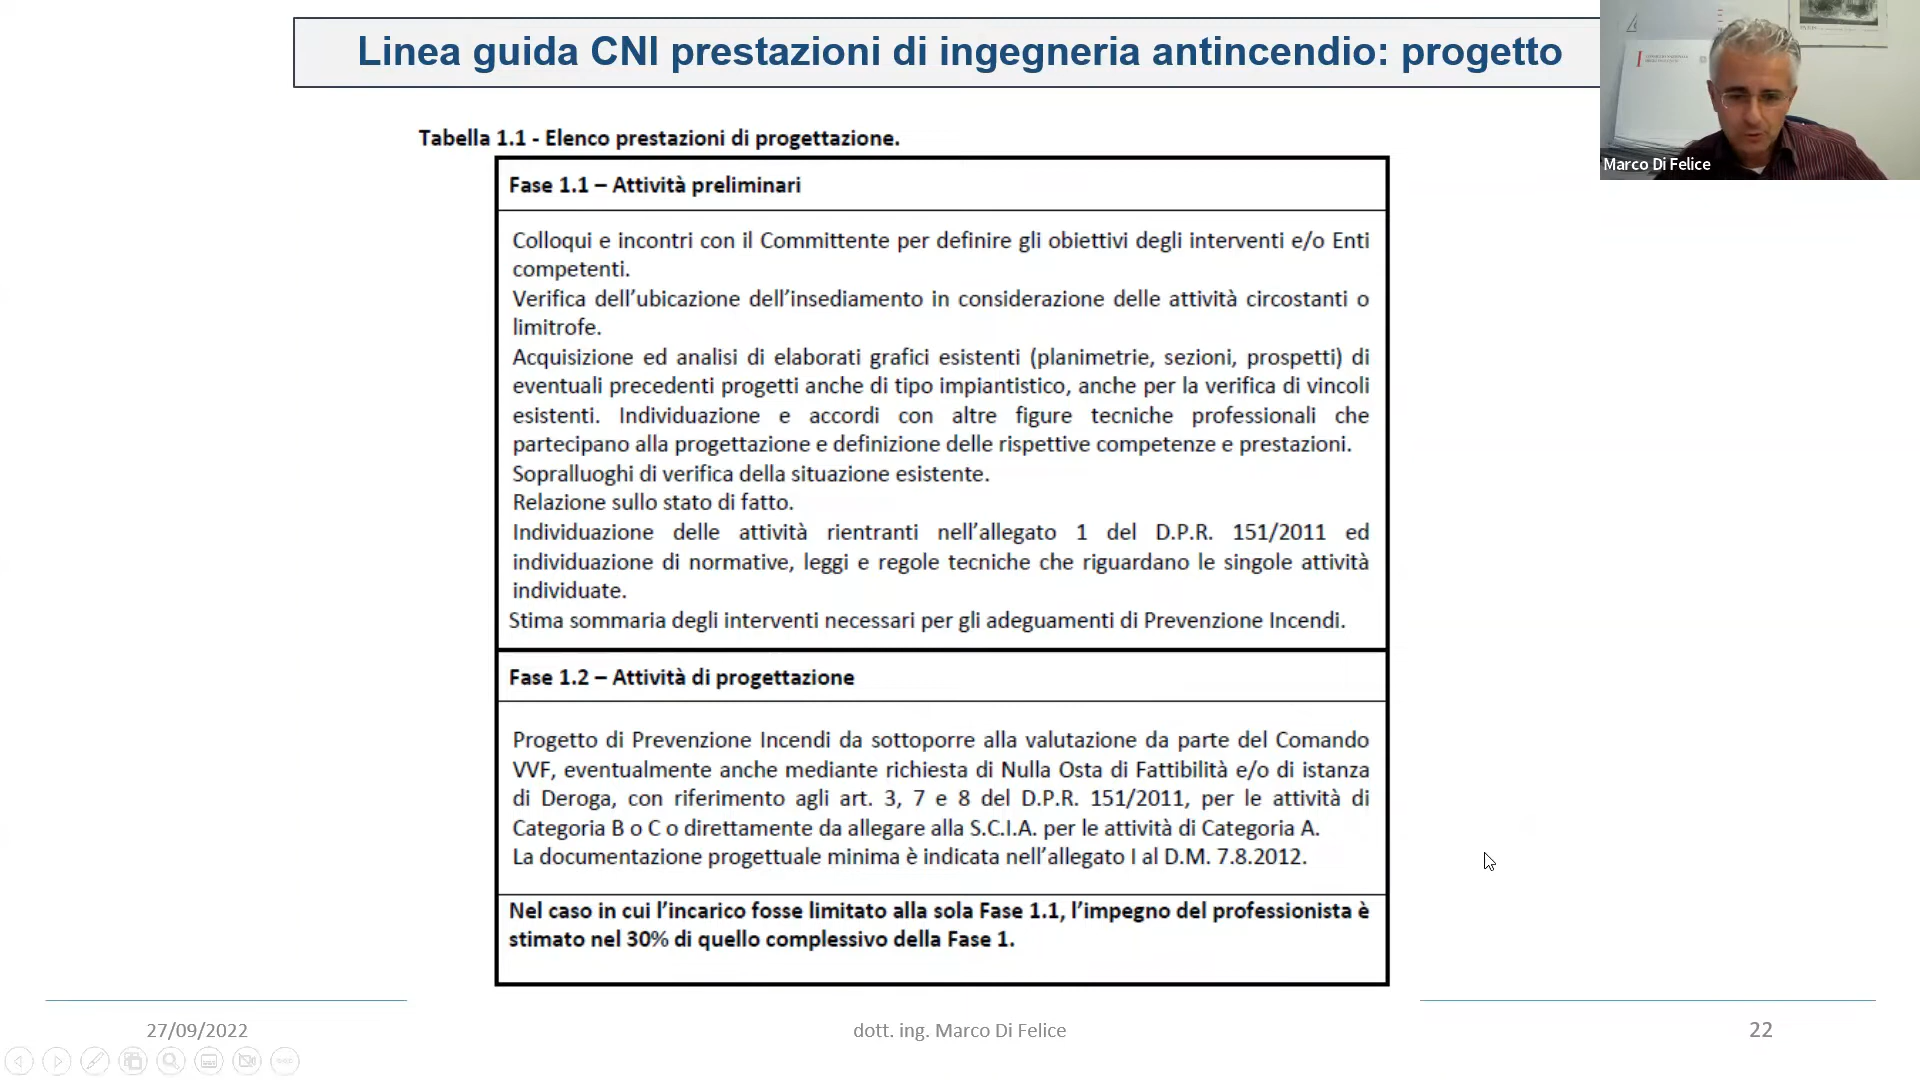 Linea guida CNI prestazioni di ingegneria antincendio: progetto
Marco Di Felice
Tabella 1.1 - Elenco prestazioni di progettazione.
Fase 1.1 – Attività preliminari
Colloqui e incontri con il Committente per definire gli obiettivi degli interventi e/o Enti
competenti.
Verifica dell’ubicazione dell’insediamento in considerazione delle attività circostanti o
limitrofe.
Acquisizione ed analisi di elaborati grafici esistenti (planimetrie, sezioni, prospetti) di
eventuali precedenti progetti anche di tipo impiantistico, anche per la verifica di vincoli
esistenti. Individuazione e accordi con altre figure tecniche professionali che
partecipano alla progettazione e definizione delle rispettive competenze e prestazioni.
Sopralluoghi di verifica della situazione esistente.
Relazione sullo stato di fatto.
Individuazione delle attività rientranti nell’allegato 1 del D.P.R. 151/2011 ed
individuazione di normative, leggi e regole tecniche che riguardano le singole attività
individuate.
Stima sommaria degli interventi necessari per gli adeguamenti di Prevenzione Incendi.
Fase 1.2 – Attività di progettazione
Progetto di Prevenzione Incendi da sottoporre alla valutazione da parte del Comando
VVF, eventualmente anche mediante richiesta di Nulla Osta di Fattibilità e/o di istanza
di Deroga, con riferimento agli art. 3, 7 e 8 del D.P.R. 151/2011, per le attività di
Categoria B o C o direttamente da allegare alla S.C.I.A. per le attività di Categoria A.
La documentazione progettuale minima è indicata nell’allegato I al D.M. 7.8.2012.
Nel caso in cui l’incarico fosse limitato alla sola Fase 1.1, l’impegno del professionista è
stimato nel 30% di quello complessivo della Fase 1.
27/09/2022
dott. ing. Marco Di Felice
22